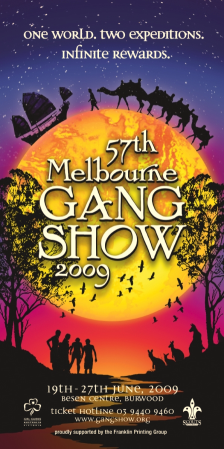 ONE WORLD. TWO EXPEDITIONS.
INFINITE REWARDS.
57th
Melbourne
GANG
SHOW
2009
19TH - 27TH JUNE, 2009
BESEN CENTRE, BURWOOD
TICKET HOTLINE 03 9440 9460
WWW.GANGSHOW.ORG
proudly supported by the Franklin Printing Group